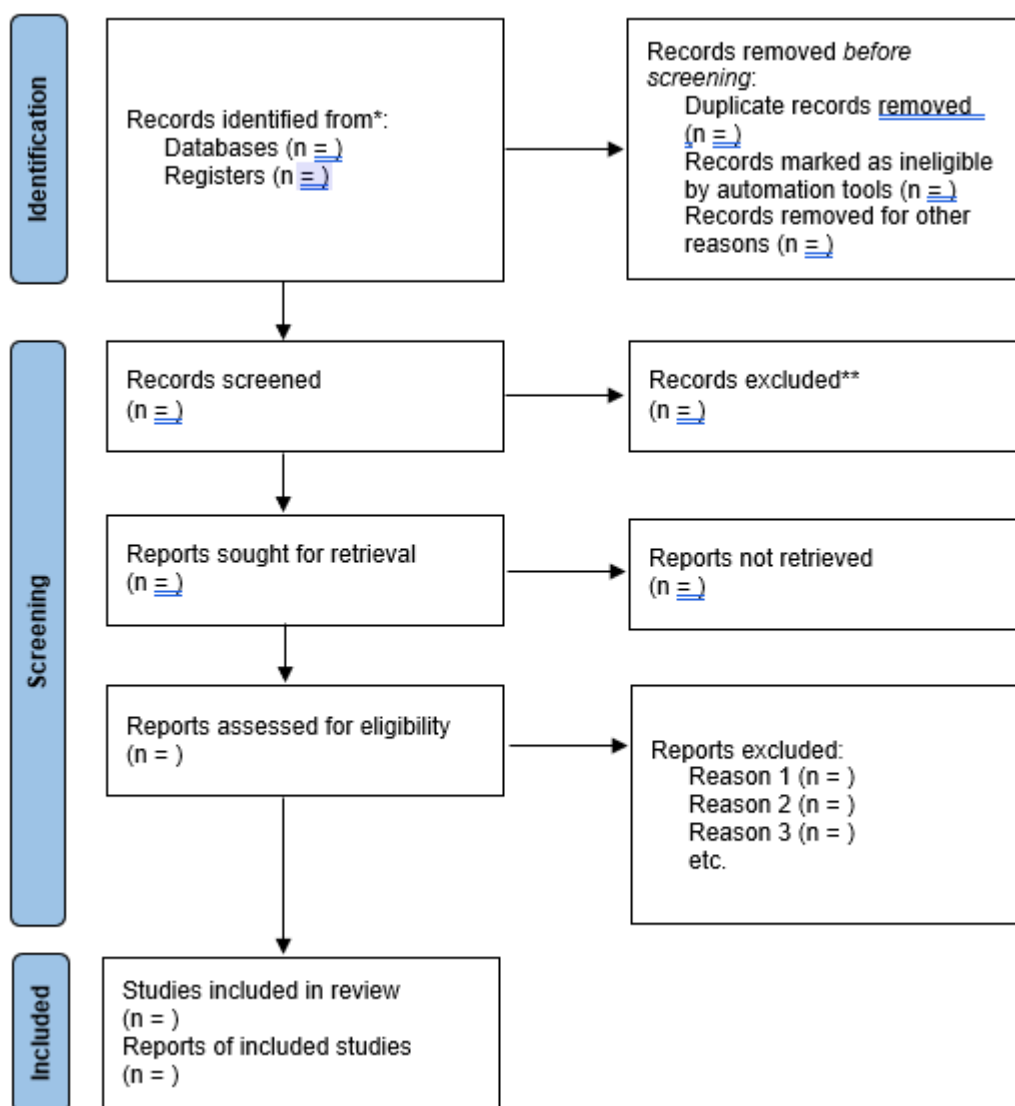 Identification
Records identified from*:
Databases (n = )
Registers (n = )
Records removed before
screening:
Duplicate records removed
(n = )
Records marked as ineligible
by automation tools (n = )
Records removed for other
reasons (n = )
Screening
Records screened
(n = )
Records excluded**
(n = )
Reports sought for retrieval
(n = )
Reports not retrieved
(n = )
Reports assessed for eligibility
(n = )
Reports excluded:
Reason 1 (n = )
Reason 2 (n = )
Reason 3 (n = )
etc.
Included
Studies included in review
(n = )
Reports of included studies
(n = )